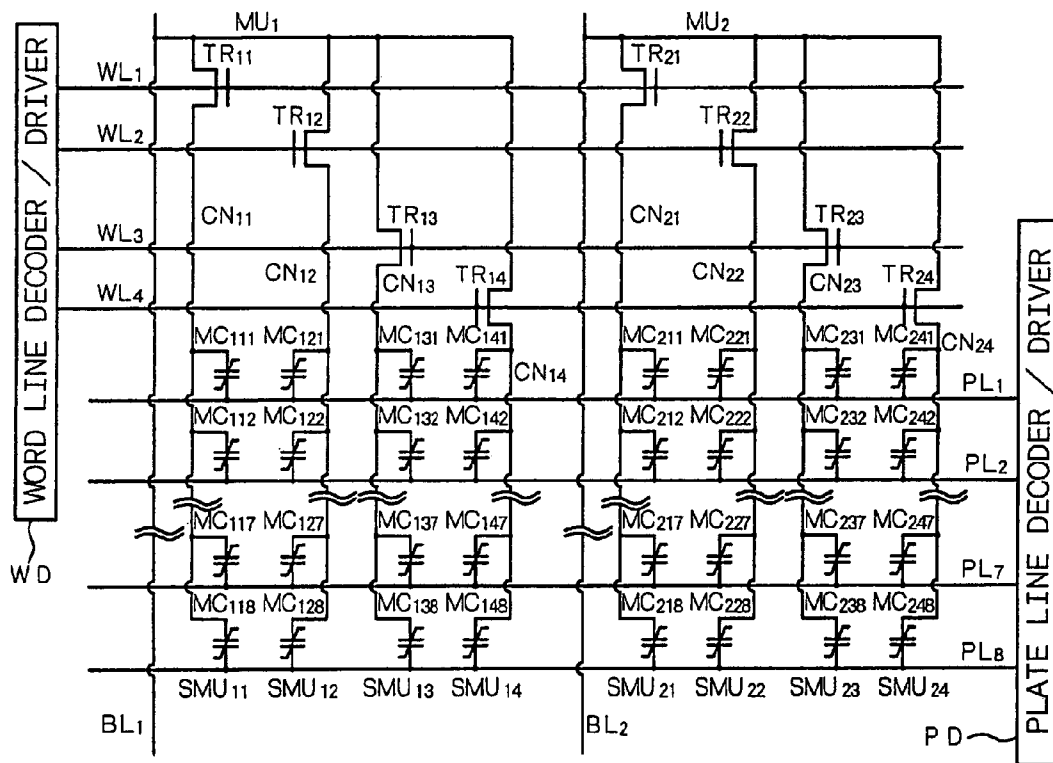 MU₁ MU₂
TR₁₁ TR₂₁
WL₁
TR₁₂ TR₂₂
WL₂
CN₁₁ TR₁₃ CN₂₁ TR₂₃
WL₃
CN₁₂ CN₁₃ TR₁₄ CN₂₂ CN₂₃ TR₂₄
WL₄
MC₁₁₁ MC₁₂₁ MC₁₃₁ MC₁₄₁ MC₂₁₁ MC₂₂₁ MC₂₃₁ MC₂₄₁ CN₂₄
CN₁₄ PL₁
MC₁₁₂ MC₁₂₂ MC₁₃₂ MC₁₄₂ MC₂₁₂ MC₂₂₂ MC₂₃₂ MC₂₄₂
PL₂
MC₁₁₇ MC₁₂₇ MC₁₃₇ MC₁₄₇ MC₂₁₇ MC₂₂₇ MC₂₃₇ MC₂₄₇
PL₇
MC₁₁₈ MC₁₂₈ MC₁₃₈ MC₁₄₈ MC₂₁₈ MC₂₂₈ MC₂₃₈ MC₂₄₈
PL₈
SMU₁₁ SMU₁₂ SMU₁₃ SMU₁₄ SMU₂₁ SMU₂₂ SMU₂₃ SMU₂₄
BL₁ BL₂
WORD LINE DECODER / DRIVER
WD
PLATE LINE DECODER / DRIVER
PD